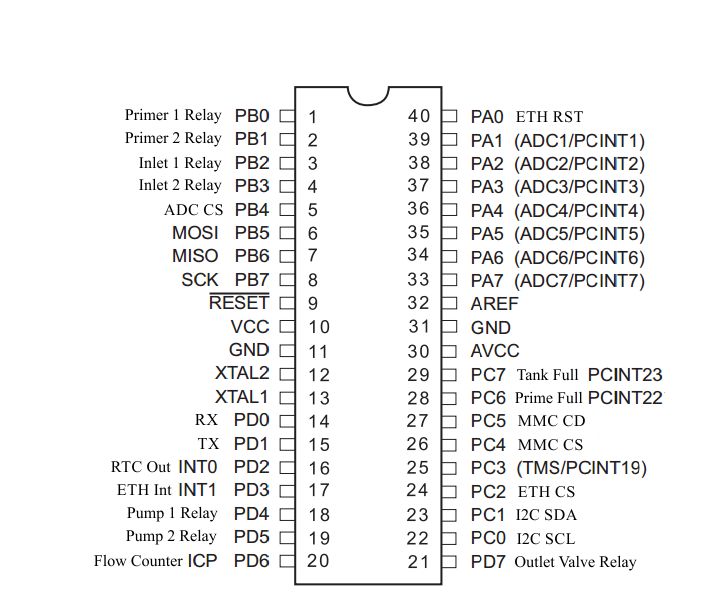 Primer 1 Relay PB0 1 40 PA0 ETH RST
Primer 2 Relay PB1 2 39 PA1 (ADC1/PCINT1)
Inlet 1 Relay PB2 3 38 PA2 (ADC2/PCINT2)
Inlet 2 Relay PB3 4 37 PA3 (ADC3/PCINT3)
ADC CS PB4 5 36 PA4 (ADC4/PCINT4)
MOSI PB5 6 35 PA5 (ADC5/PCINT5)
MISO PB6 7 34 PA6 (ADC6/PCINT6)
SCK PB7 8 33 PA7 (ADC7/PCINT7)
RESET 9 32 AREF
VCC 10 31 GND
GND 11 30 AVCC
XTAL2 12 29 PC7 Tank Full PCINT23
XTAL1 13 28 PC6 Prime Full PCINT22
RX PD0 14 27 PC5 MMC CD
TX PD1 15 26 PC4 MMC CS
RTC Out INT0 PD2 16 25 PC3 (TMS/PCINT19)
ETH Int INT1 PD3 17 24 PC2 ETH CS
Pump 1 Relay PD4 18 23 PC1 I2C SDA
Pump 2 Relay PD5 19 22 PC0 I2C SCL
Flow Counter ICP PD6 20 21 PD7 Outlet Valve Relay